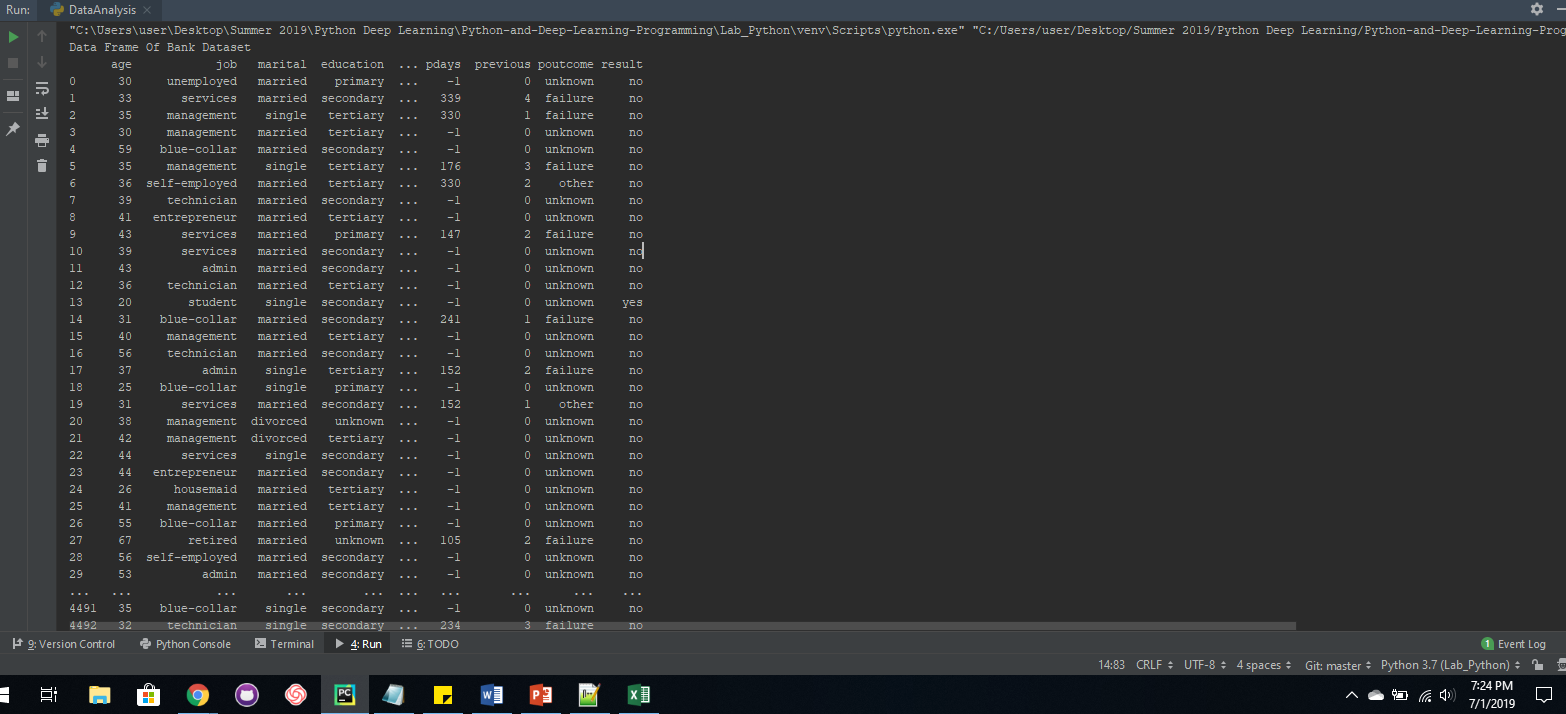 Run: DataAnalysis ×
"C:\Users\user\Desktop\Summer 2019\Python Deep Learning\Python-and-Deep-Learning-Programming\Lab_Python\venv\Scripts\python.exe" "C:/Users/user/Desktop/Summer 2019/Python Deep Learning/Python-and-Deep-Learning-Prog
Data Frame Of Bank Dataset
age job marital education ... pdays previous poutcome result
0 30 unemployed married primary ... -1 0 unknown no
1 33 services married secondary ... 339 4 failure no
2 35 management single tertiary ... 330 1 failure no
3 30 management married tertiary ... -1 0 unknown no
4 59 blue-collar married secondary ... -1 0 unknown no
5 35 management single tertiary ... 176 3 failure no
6 36 self-employed married tertiary ... 330 2 other no
7 39 technician married secondary ... -1 0 unknown no
8 41 entrepreneur married tertiary ... -1 0 unknown no
9 43 services married primary ... 147 2 failure no
10 39 services married secondary ... -1 0 unknown no
11 43 admin married secondary ... -1 0 unknown no
12 36 technician married tertiary ... -1 0 unknown no
13 20 student single secondary ... -1 0 unknown yes
14 31 blue-collar married secondary ... 241 1 failure no
15 40 management married tertiary ... -1 0 unknown no
16 56 technician married secondary ... -1 0 unknown no
17 37 admin single tertiary ... 152 2 failure no
18 25 blue-collar single primary ... -1 0 unknown no
19 31 services married secondary ... 152 1 other no
20 38 management divorced unknown ... -1 0 unknown no
21 42 management divorced tertiary ... -1 0 unknown no
22 44 services single secondary ... -1 0 unknown no
23 44 entrepreneur married secondary ... -1 0 unknown no
24 26 housemaid married tertiary ... -1 0 unknown no
25 41 management married tertiary ... -1 0 unknown no
26 55 blue-collar married primary ... -1 0 unknown no
27 67 retired married unknown ... 105 2 failure no
28 56 self-employed married secondary ... -1 0 unknown no
29 53 admin married secondary ... -1 0 unknown no
... ... ... ... ... ... ... ... ... ...
4491 35 blue-collar single secondary ... -1 0 unknown no
4492 32 technician single secondary ... 234 3 failure no
9: Version Control Python Console Terminal 4: Run 6: TODO 1 Event Log
14:83 CRLF UTF-8 4 spaces Git: master Python 3.7 (Lab_Python)
7:24 PM
7/1/2019